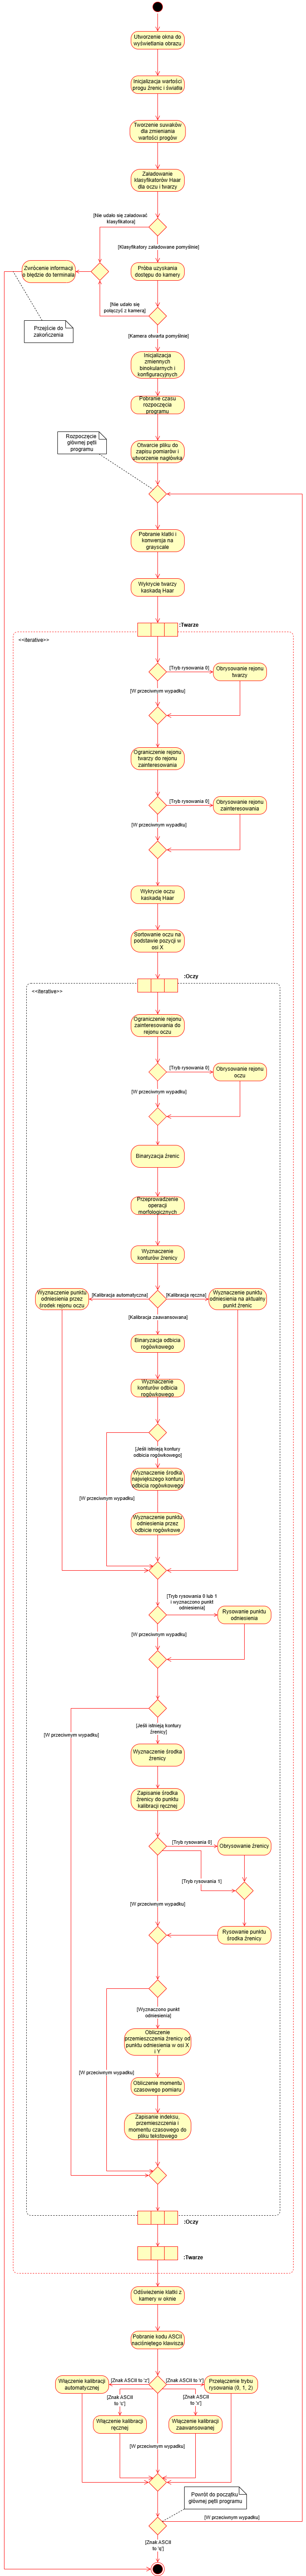 Utworzenie okna do
wyświetlania obrazu
Inicjalizacja wartości
progu źrenic i światła
Tworzenie suwaków
dla zmieniania
wartości progów
Załadowanie
klasyfikatorów Haar
dla oczu i twarzy
[Nie udało się załadować
klasyfikatora]
[Klasyfikatory załadowane pomyślnie]
Zwrócenie informacji
o błędzie do terminala
Próba uzyskania
dostępu do kamery
[Nie udało się
połączyć z kamerą]
Przejście do
zakończenia
[Kamera otwarta pomyślnie]
Inicjalizacja
zmiennych
binokularnych i
konfiguracyjnych
Pobranie czasu
rozpoczęcia
programu
Rozpoczęcie
głównej pętli
programu
Otwarcie pliku do
zapisu pomiarów i
utworzenie nagłówka
Pobranie klatki i
konwersja na
grayscale
Wykrycie twarzy
kaskadą Haar
:Twarze
<<iterative>>
[Tryb rysowania 0]
Obrysowanie rejonu
twarzy
[W przeciwnym wypadku]
Ograniczenie rejonu
twarzy do rejonu
zainteresowania
[Tryb rysowania 0]
Obrysowanie rejonu
zainteresowania
[W przeciwnym wypadku]
Wykrycie oczu
kaskadą Haar
Sortowanie oczu na
podstawie pozycji w
osi X
:Oczy
<<iterative>>
Ograniczenie rejonu
zainteresowania do
rejonu oczu
[Tryb rysowania 0]
Obrysowanie rejonu
oczu
[W przeciwnym wypadku]
Binaryzacja źrenic
Przeprowadzenie
operacji
morfologicznych
Wyznaczenie
konturów źrenicy
Wyznaczenie punktu
odniesienia przez
środek rejonu oczu
[Kalibracja automatyczna]
[Kalibracja ręczna]
Wyznaczenie punktu
odniesienia na aktualny
punkt źrenic
[Kalibracja zaawansowana]
Binaryzacja odbicia
rogówkowego
Wyznaczenie
konturów odbicia
rogówkowego
[Jeśli istnieją kontury
odbicia rogówkowego]
Wyznaczenie środka
największego konturu
odbicia rogówkowego
[W przeciwnym wypadku]
Wyznaczenie punktu
odniesienia przez
odbicie rogówkowe
[Tryb rysowania 0 lub 1
i wyznaczono punkt
odniesienia]
Rysowanie punktu
odniesienia
[W przeciwnym wypadku]
[W przeciwnym wypadku]
[Jeśli istnieją kontury
źrenicy]
Wyznaczenie środka
źrenicy
Zapisanie środka
źrenicy do punktu
kalibracji ręcznej
[Tryb rysowania 0]
Obrysowanie źrenicy
[Tryb rysowania 1]
[W przeciwnym wypadku]
Rysowanie punktu
środka źrenicy
[Wyznaczono punkt
odniesienia]
Obliczenie
przemieszczenia źrenicy od
punktu odniesienia w osi X
i Y
[W przeciwnym wypadku]
Obliczenie momentu
czasowego pomiaru
Zapisanie indeksu,
przemieszczenia i
momentu czasowego do
pliku tekstowego
:Oczy
:Twarze
Odświeżenie klatki z
kamery w oknie
Pobranie kodu ASCII
naciśniętego klawisza
Włączenie kalibracji
automatycznej
[Znak ASCII to 'z']
Przełączenie trybu
rysowania (0, 1, 2)
[Znak ASCII
to 'c']
[Znak ASCII
to 'x']
Włączenie kalibracji
ręcznej
Włączenie kalibracji
zaawansowanej
[W przeciwnym wypadku]
Powrót do początku
głównej pętli programu
[W przeciwnym wypadku]
[Znak ASCII
to 'q']